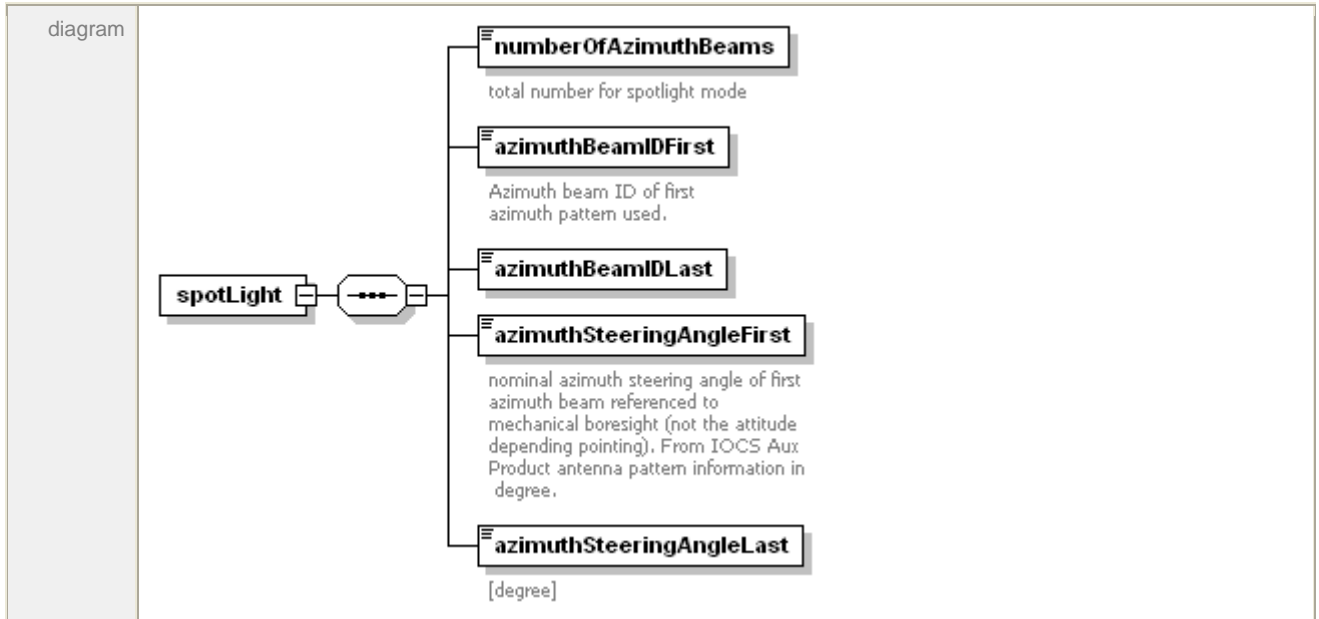 diagram
numberOfAzimuthBeams
total number for spotlight mode
azimuthBeamIDFirst
Azimuth beam ID of first
azimuth pattern used.
azimuthBeamIDLast
spotLight
azimuthSteeringAngleFirst
nominal azimuth steering angle of first
azimuth beam referenced to
mechanical boresight (not the attitude
depending pointing). From IOCS Aux
Product antenna pattern information in
degree.
azimuthSteeringAngleLast
[degree]